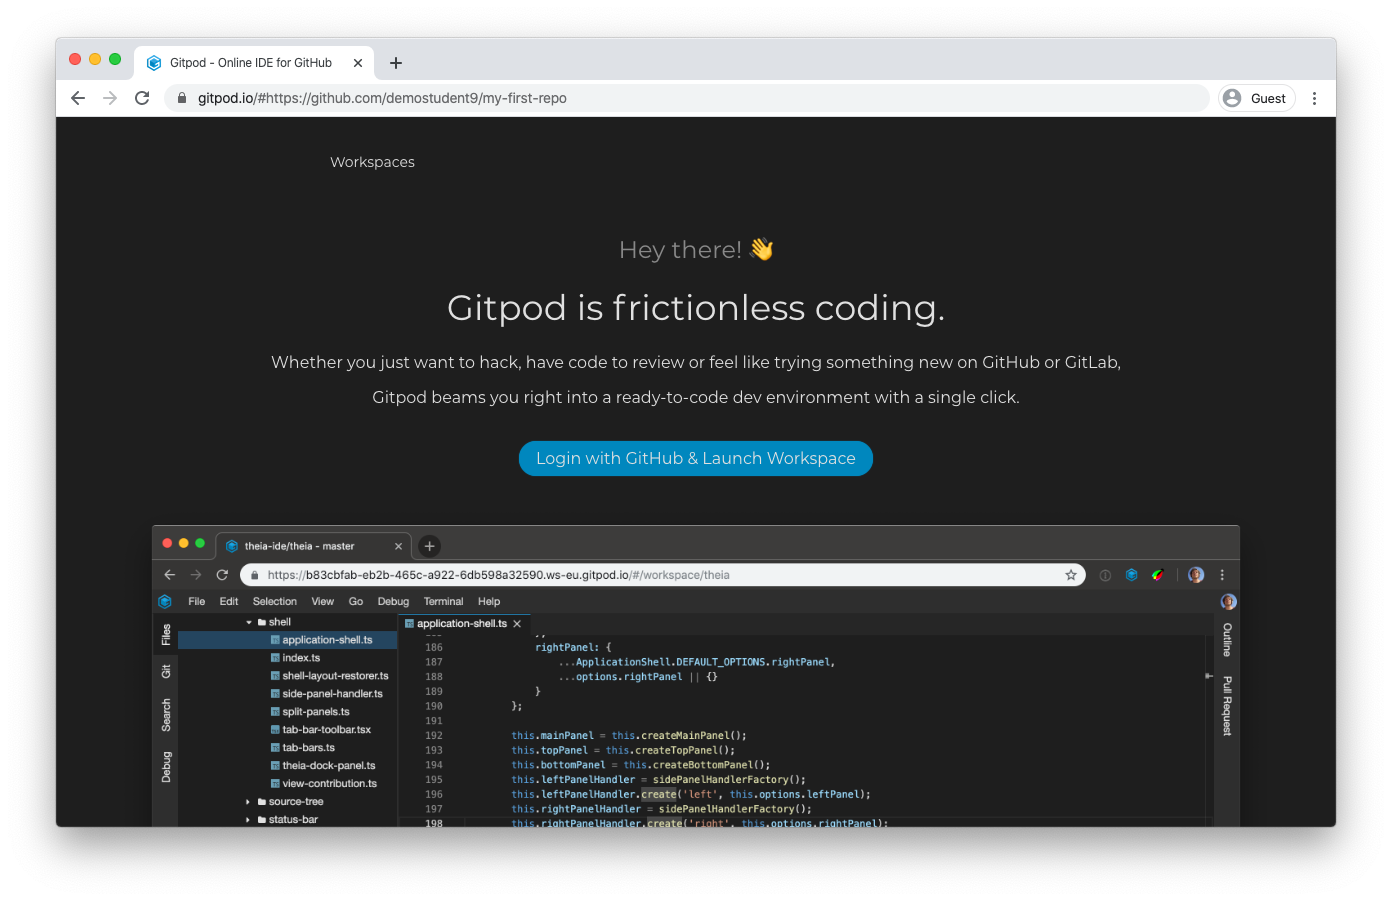 Gitpod - Online IDE for GitHub
gitpod.io/#https://github.com/demostudent9/my-first-repo
Guest
Workspaces
Hey there! 👋
Gitpod is frictionless coding.
Whether you just want to hack, have code to review or feel like trying something new on GitHub or GitLab,
Gitpod beams you right into a ready-to-code dev environment with a single click.
Login with GitHub & Launch Workspace
theia-ide/theia - master
https://b83cbfab-eb2b-465c-a922-6db598a32590.ws-eu.gitpod.io/#/workspace/theia
File Edit Selection View Go Debug Terminal Help
Files
Git
Search
Debug
shell
application-shell.ts
index.ts
shell-layout-restorer.ts
side-panel-handler.ts
split-panels.ts
tab-bar-toolbar.tsx
tab-bars.ts
theia-dock-panel.ts
view-contribution.ts
source-tree
status-bar
application-shell.ts
186 rightPanel: {
187 ...ApplicationShell.DEFAULT_OPTIONS.rightPanel,
188 ...options.rightPanel || {}
189 }
190 };
191
192 this.mainPanel = this.createMainPanel();
193 this.topPanel = this.createTopPanel();
194 this.bottomPanel = this.createBottomPanel();
195 this.leftPanelHandler = sidePanelHandlerFactory();
196 this.leftPanelHandler.create('left', this.options.leftPanel);
197 this.rightPanelHandler = sidePanelHandlerFactory();
198 this.rightPanelHandler.create('right', this.options.rightPanel);
Outline
Pull Request